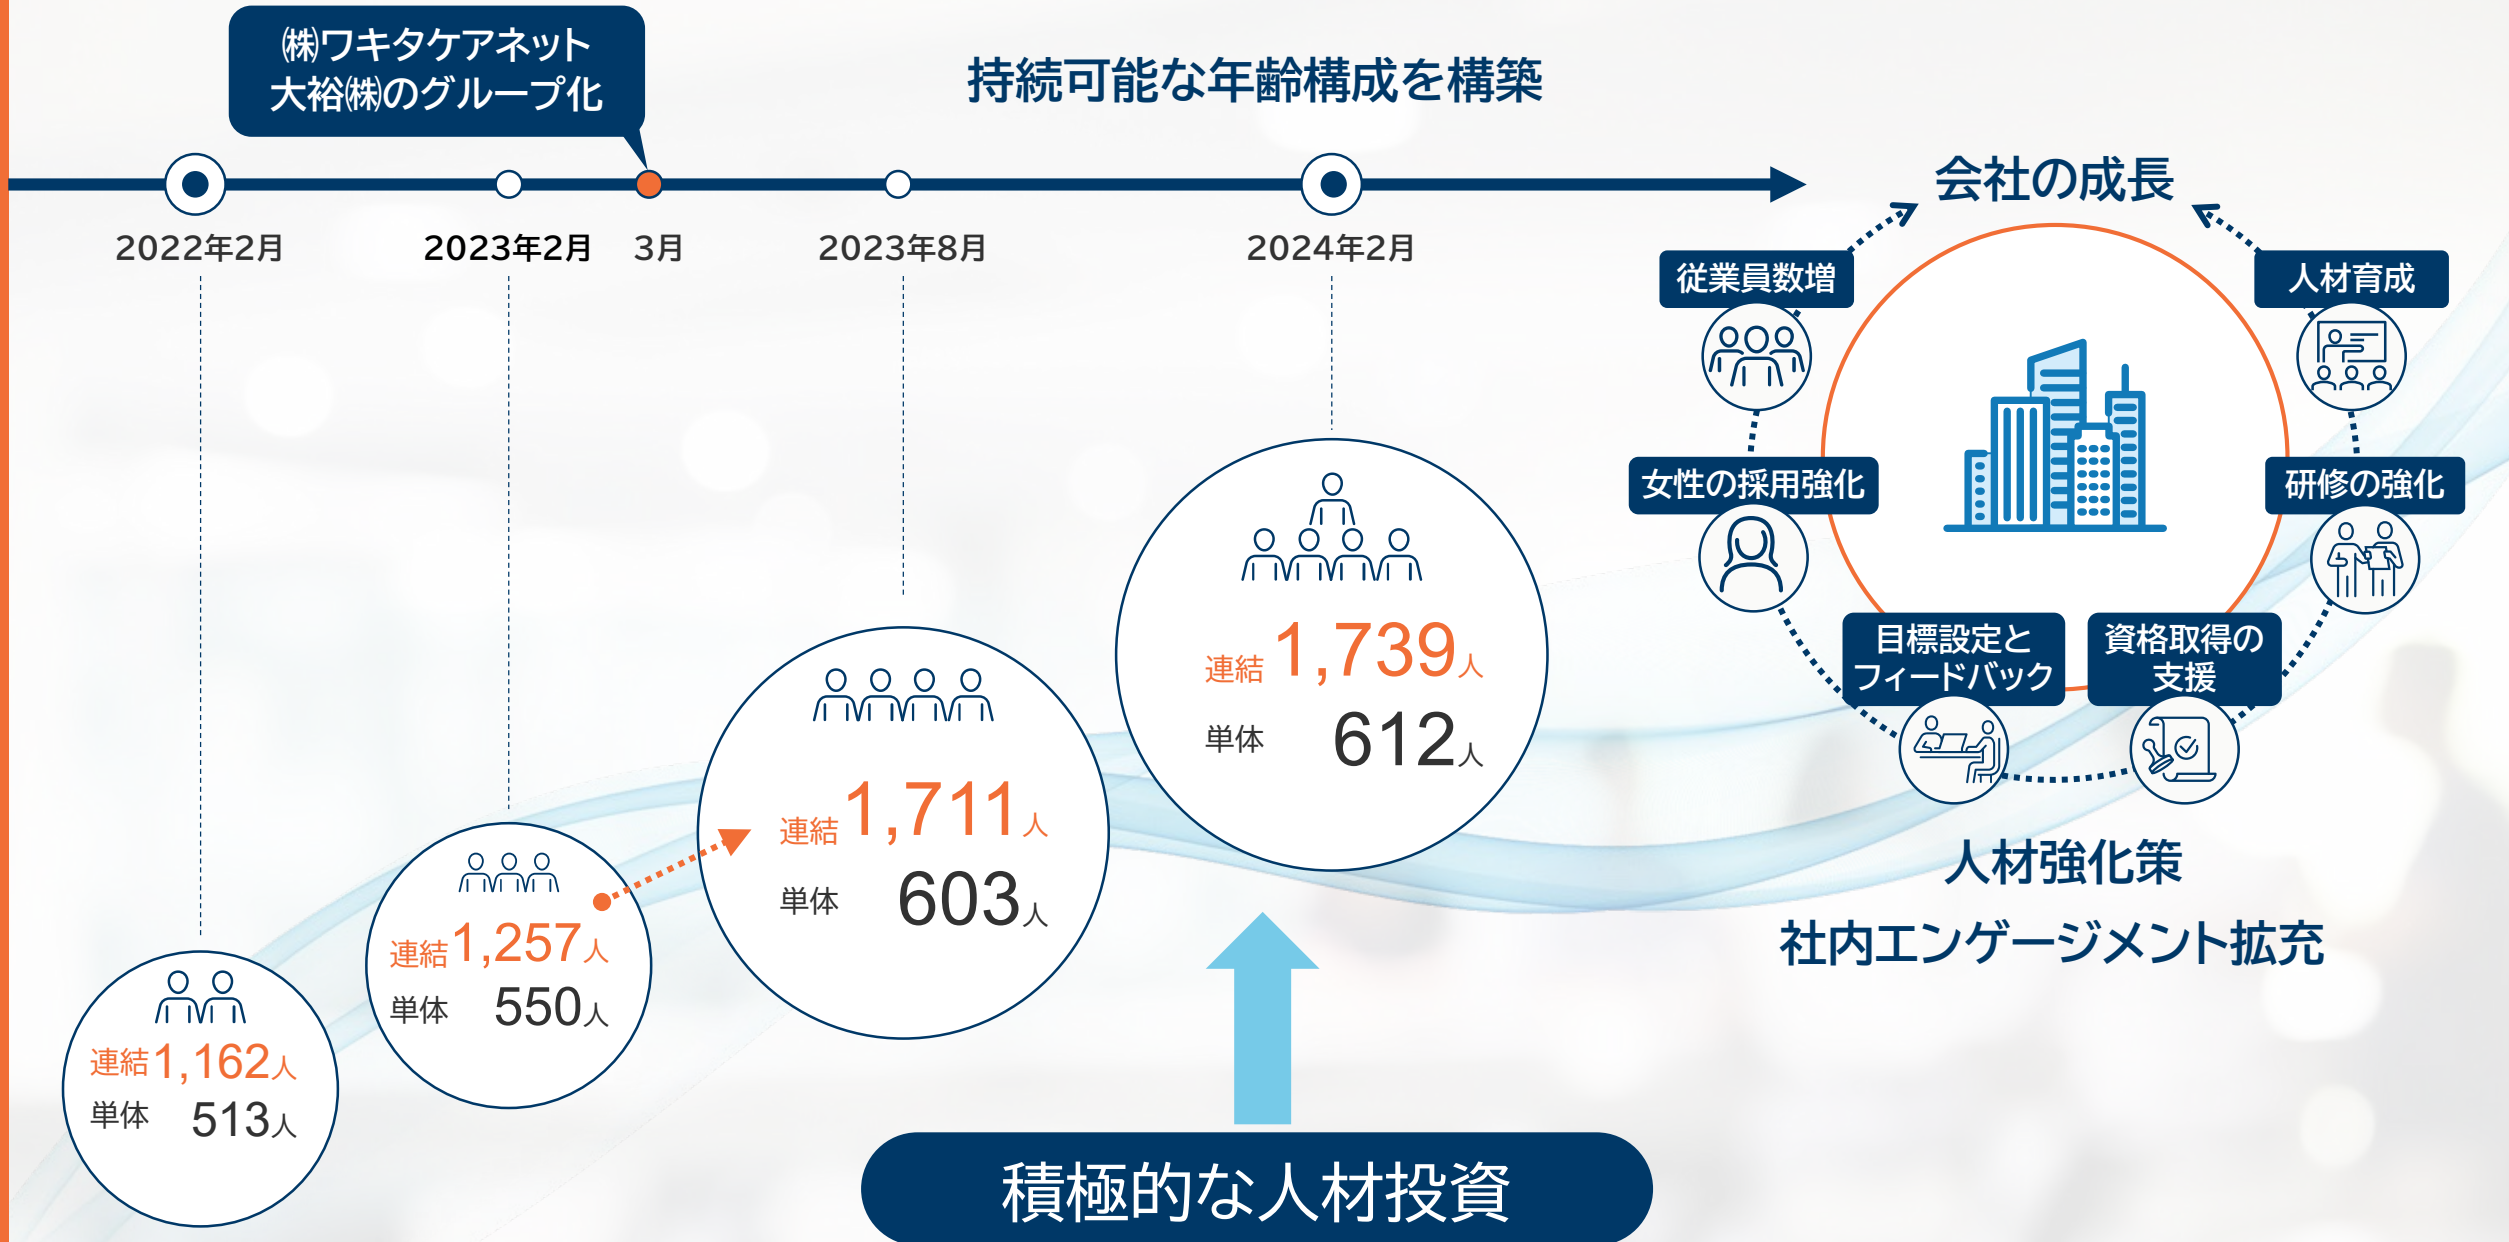 ㈱ワキタケアネット
大裕㈱のグループ化
持続可能な年齢構成を構築
2022年2月
2023年2月
3月
2023年8月
2024年2月
連結1,162人
単体 513人
連結1,257人
単体 550人
連結1,711人
単体 603人
連結1,739人
単体 612人
積極的な人材投資
会社の成長
従業員数増
人材育成
女性の採用強化
研修の強化
目標設定と
フィードバック
資格取得の
支援
人材強化策
社内エンゲージメント拡充